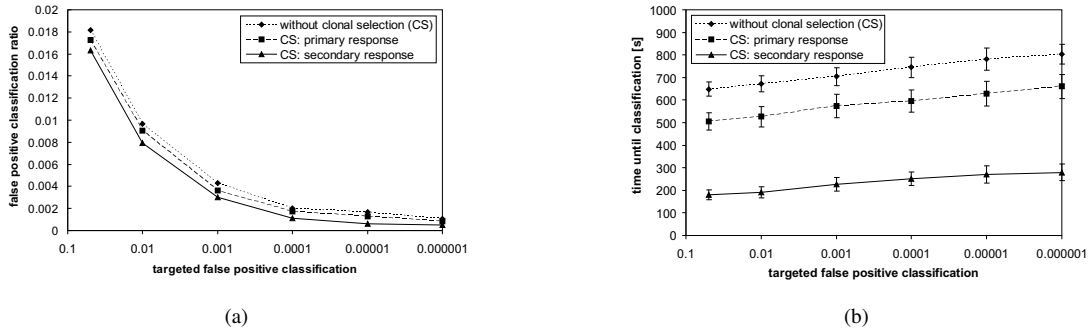 0.02
0.018
0.016
0.014
0.012
0.01
0.008
0.006
0.004
0.002
0
false positive classification ratio
without clonal selection (CS)
CS: primary response
CS: secondary response
0.1 0.01 0.001 0.0001 0.00001 0.000001
targeted false positive classification
(a)
1000
900
800
700
600
500
400
300
200
100
0
time until classification [s]
without clonal selection (CS)
CS: primary response
CS: secondary response
0.1 0.01 0.001 0.0001 0.00001 0.000001
targeted false positive classification
(b)